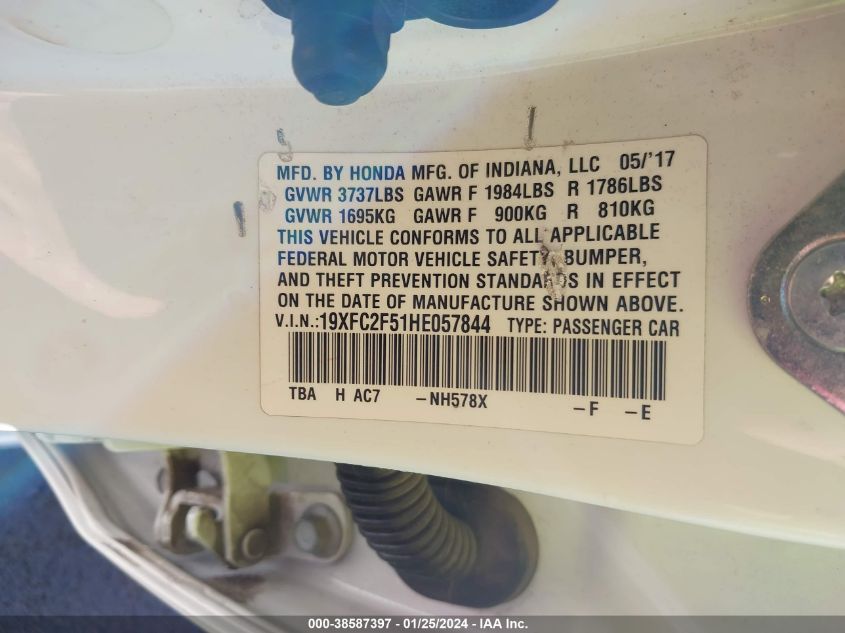 MFD. BY HONDA MFG. OF INDIANA, LLC 05/'17
GVWR 3737LBS GAWR F 1984LBS R 1786LBS
GVWR 1695KG GAWR F 900KG R 810KG
THIS VEHICLE CONFORMS TO ALL APPLICABLE
FEDERAL MOTOR VEHICLE SAFETY, BUMPER,
AND THEFT PREVENTION STANDARDS IN EFFECT
ON THE DATE OF MANUFACTURE SHOWN ABOVE.
V.I.N.:19XFC2F51HE057844 TYPE: PASSENGER CAR
TBA H AC7 -NH578X -F -E
000-38587397 - 01/25/2024 - IAA Inc.